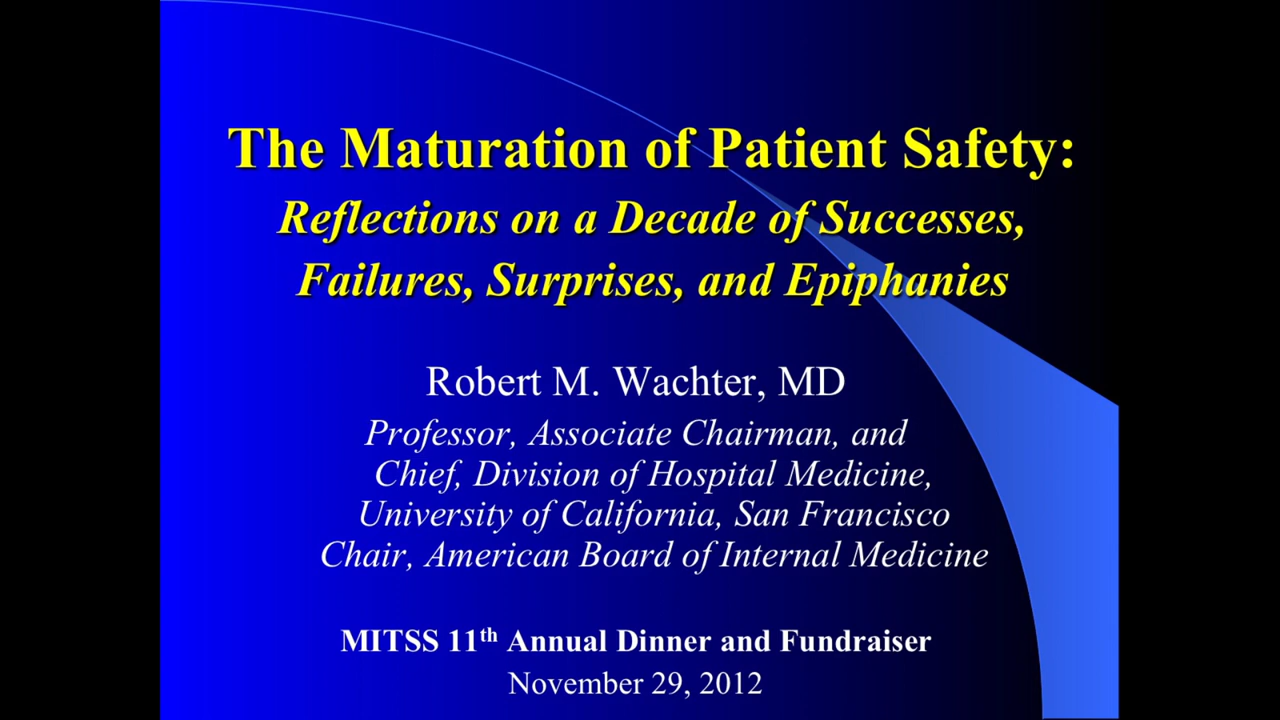 The Maturation of Patient Safety:
Reflections on a Decade of Successes,
Failures, Surprises, and Epiphanies
Robert M. Wachter, MD
Professor, Associate Chairman, and
Chief, Division of Hospital Medicine,
University of California, San Francisco
Chair, American Board of Internal Medicine
MITSS 11th Annual Dinner and Fundraiser
November 29, 2012